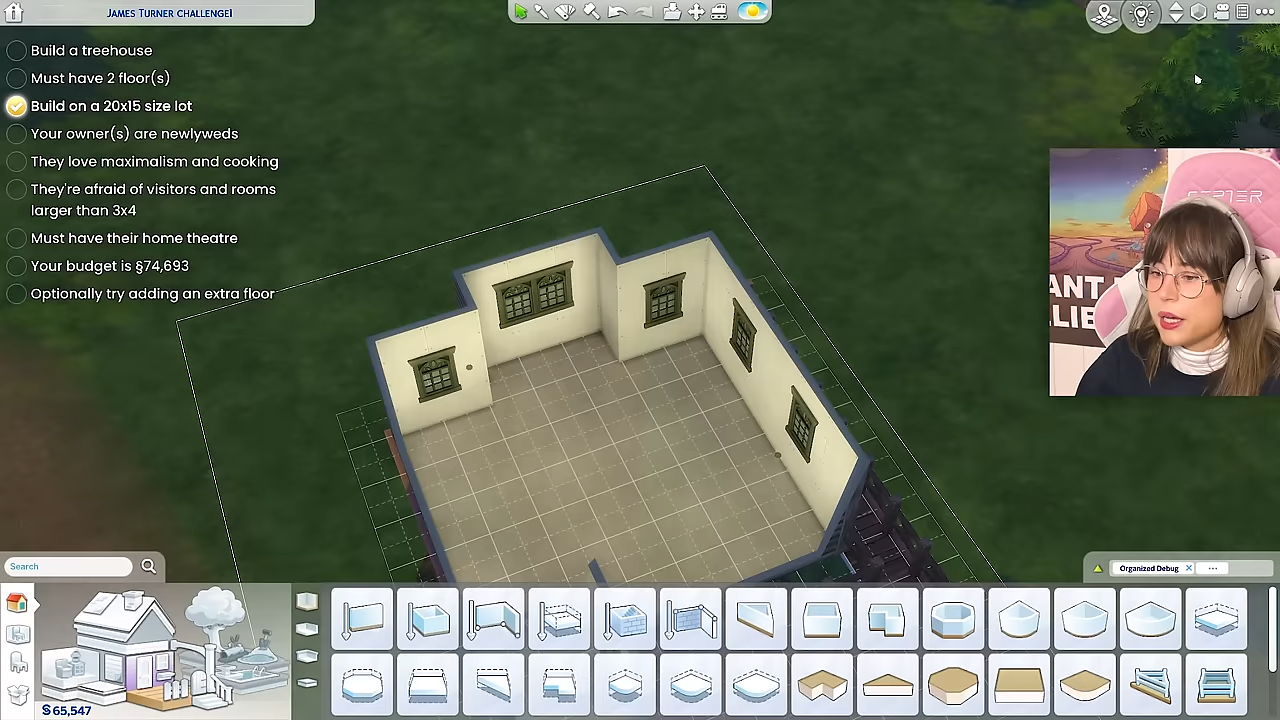 JAMES TURNER CHALLENGE!
Build a treehouse
Must have 2 floor(s)
Build on a 20x15 size lot
Your owner(s) are newlyweds
They love maximalism and cooking
They're afraid of visitors and rooms
larger than 3x4
Must have their home theatre
Your budget is §74,693
Optionally try adding an extra floor
ANT
LIE
Search
Organized Debug
§65,547